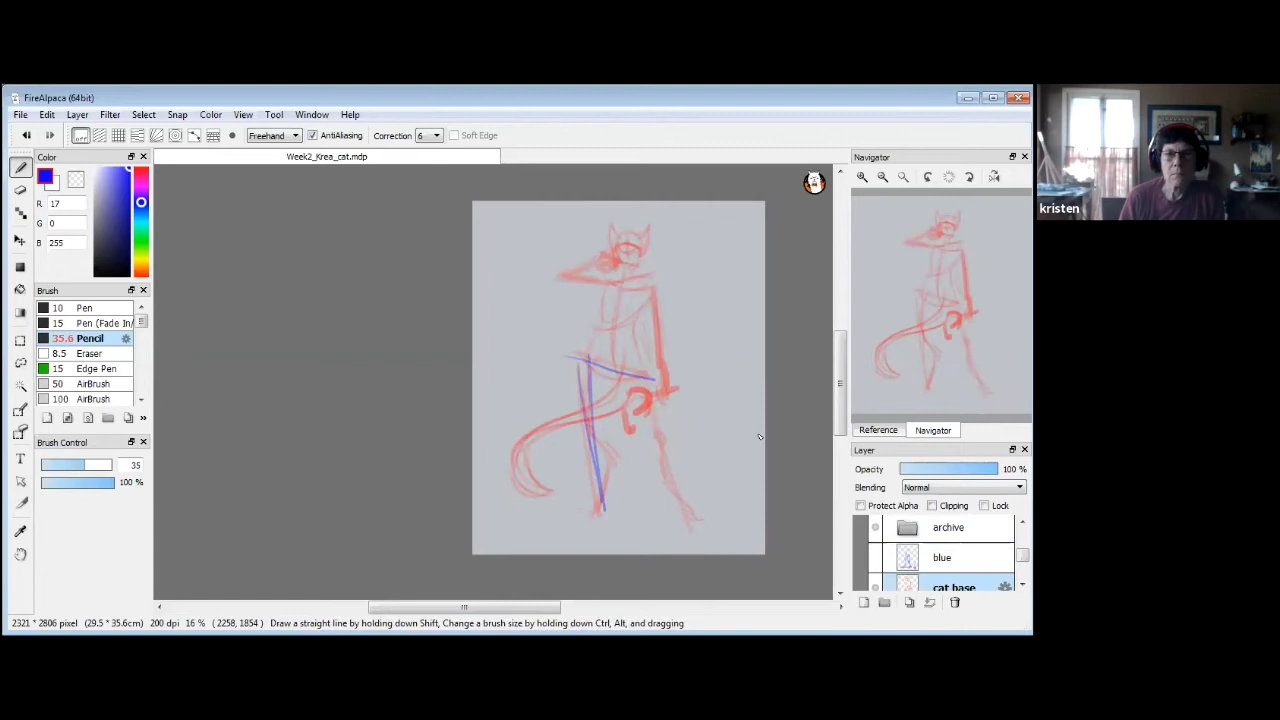 FireAlpaca (64bit)
File Edit Layer Filter Select Snap Color View Tool Window Help
OFF Freehand AntiAliasing Correction 6 Soft Edge
Color
Week2_Krea_cat.mdp
Navigator
R 17
G 0
B 255
kristen
Brush
10 Pen
15 Pen (Fade In/
35.6 Pencil
8.5 Eraser
15 Edge Pen
50 AirBrush
100 AirBrush
Brush Control
35
100 %
Reference Navigator
Layer
Opacity 100 %
Blending Normal
Protect Alpha Clipping Lock
archive
blue
cat base
2321 * 2806 pixel (29.5 * 35.6cm) 200 dpi 16 % ( 2258, 1854 ) Draw a straight line by holding down Shift, Change a brush size by holding down Ctrl, Alt, and dragging